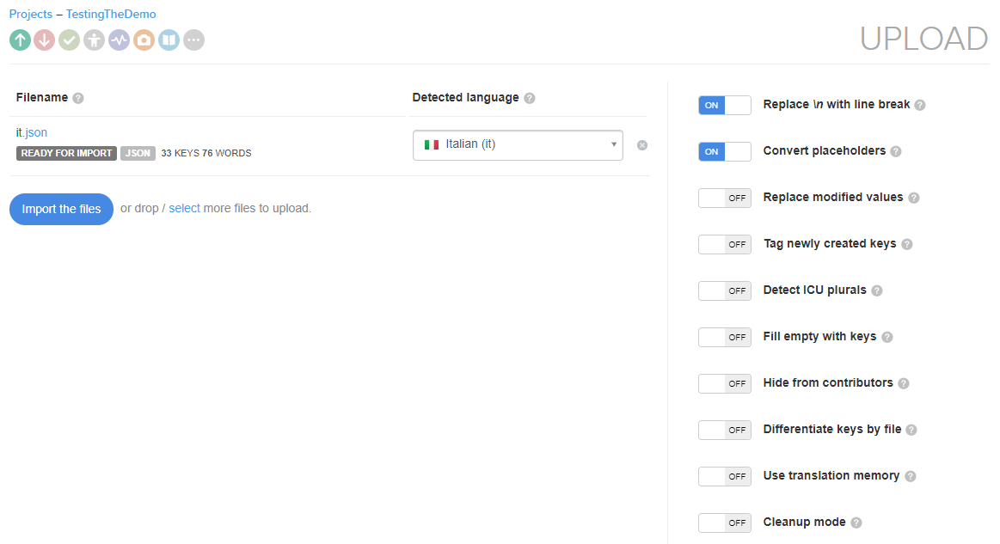 Projects – TestingTheDemo
UPLOAD
Filename ?
Detected language ?
it.json
READY FOR IMPORT JSON 33 KEYS 76 WORDS
Italian (it)
Import the files or drop / select more files to upload.
ON Replace \n with line break ?
ON Convert placeholders ?
OFF Replace modified values ?
OFF Tag newly created keys ?
OFF Detect ICU plurals ?
OFF Fill empty with keys ?
OFF Hide from contributors ?
OFF Differentiate keys by file ?
OFF Use translation memory ?
OFF Cleanup mode ?